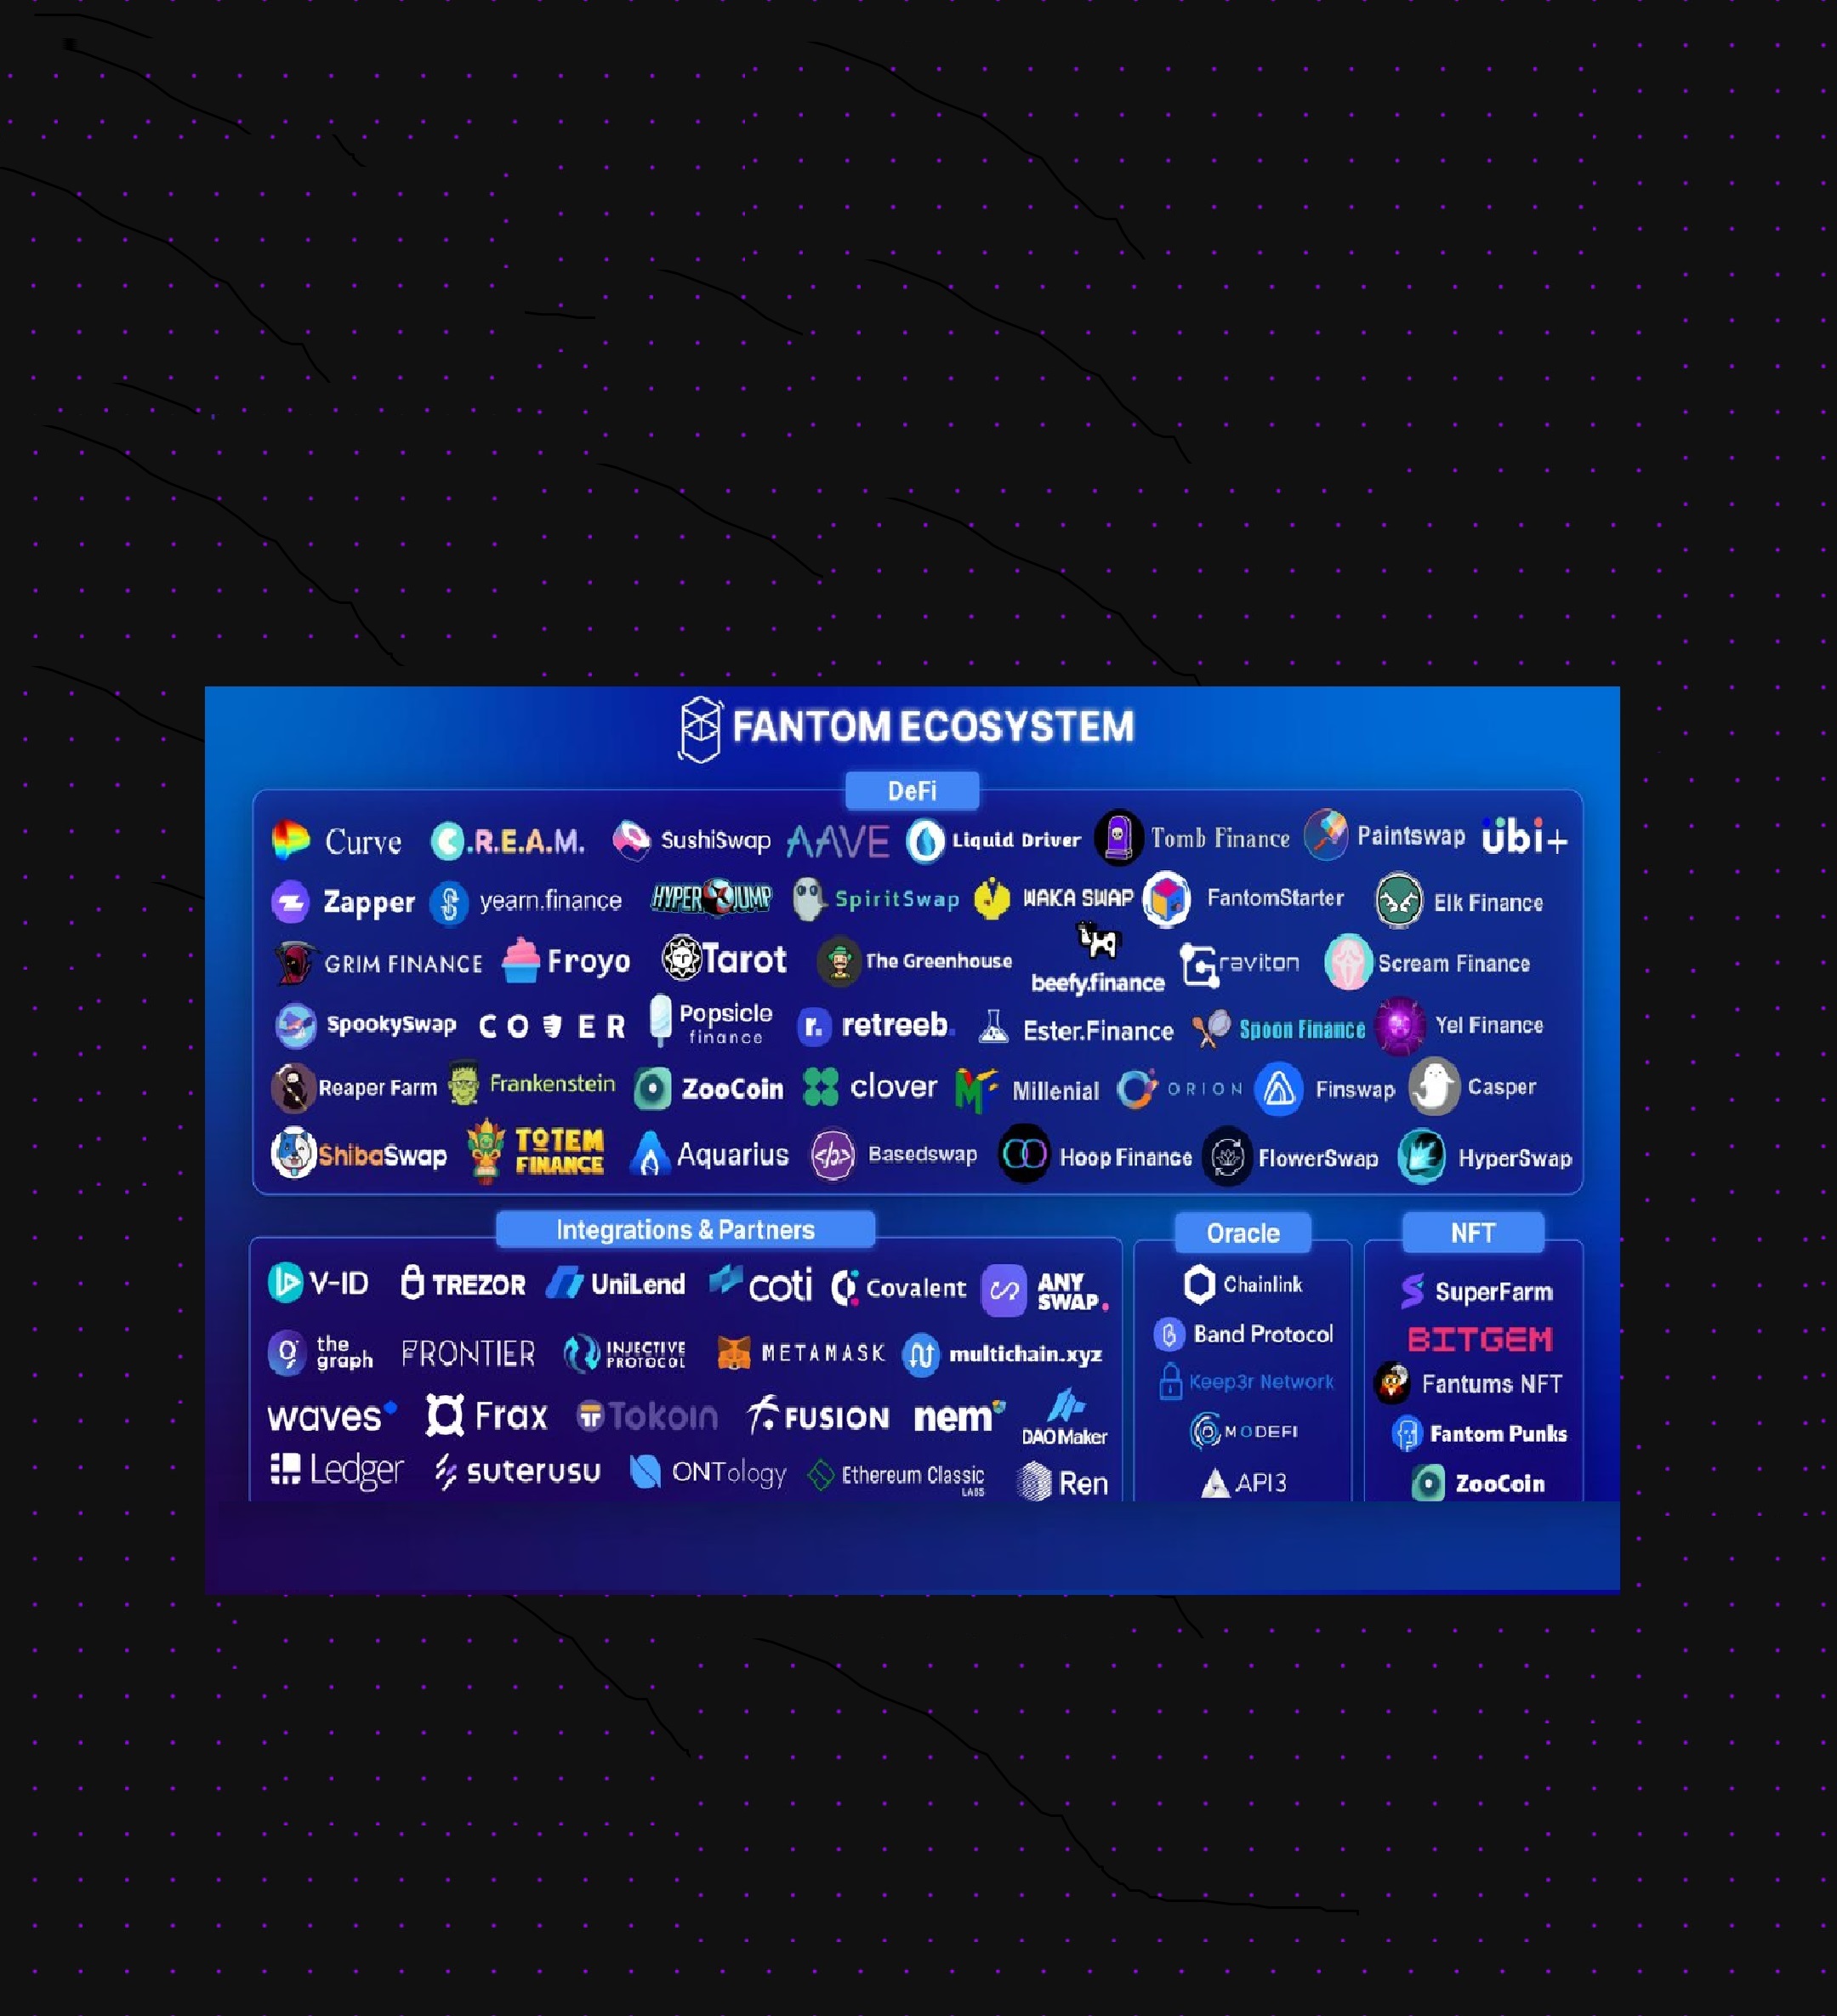 FANTOM ECOSYSTEM
DeFi
Curve C.R.E.A.M. SushiSwap AAVE Liquid Driver Tomb Finance Paintswap übi+
Zapper yearn.finance HYPER JUMP SpiritSwap WAKA SWAP FantomStarter Elk Finance
GRIM FINANCE Froyo Tarot The Greenhouse beefy.finance Graviton Scream Finance
SpookySwap COVER Popsicle finance r. retreeb. Ester.Finance Spoon Finance Yel Finance
Reaper Farm Frankenstein ZooCoin clover Millenial ORION Finswap Casper
ShibaSwap TOTEM FINANCE Aquarius Basedswap Hoop Finance FlowerSwap HyperSwap
Integrations & Partners
V-ID TREZOR UniLend coti Covalent ANY SWAP.
the graph FRONTIER INJECTIVE PROTOCOL METAMASK multichain.xyz
waves Frax Tokoin FUSION nem DAO Maker
Ledger suterusu ONTology Ethereum Classic LABS Ren
Oracle
Chainlink
Band Protocol
Keep3r Network
MODEFI
API3
NFT
SuperFarm
BITGEM
Fantums NFT
Fantom Punks
ZooCoin